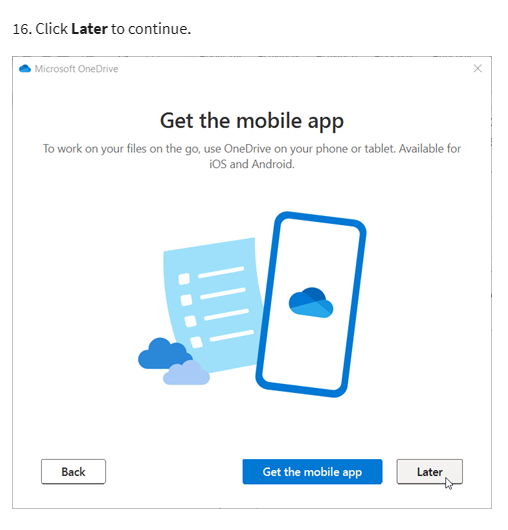 16. Click Later to continue.
Microsoft OneDrive
Get the mobile app
To work on your files on the go, use OneDrive on your phone or tablet. Available for
iOS and Android.
Back
Get the mobile app
Later